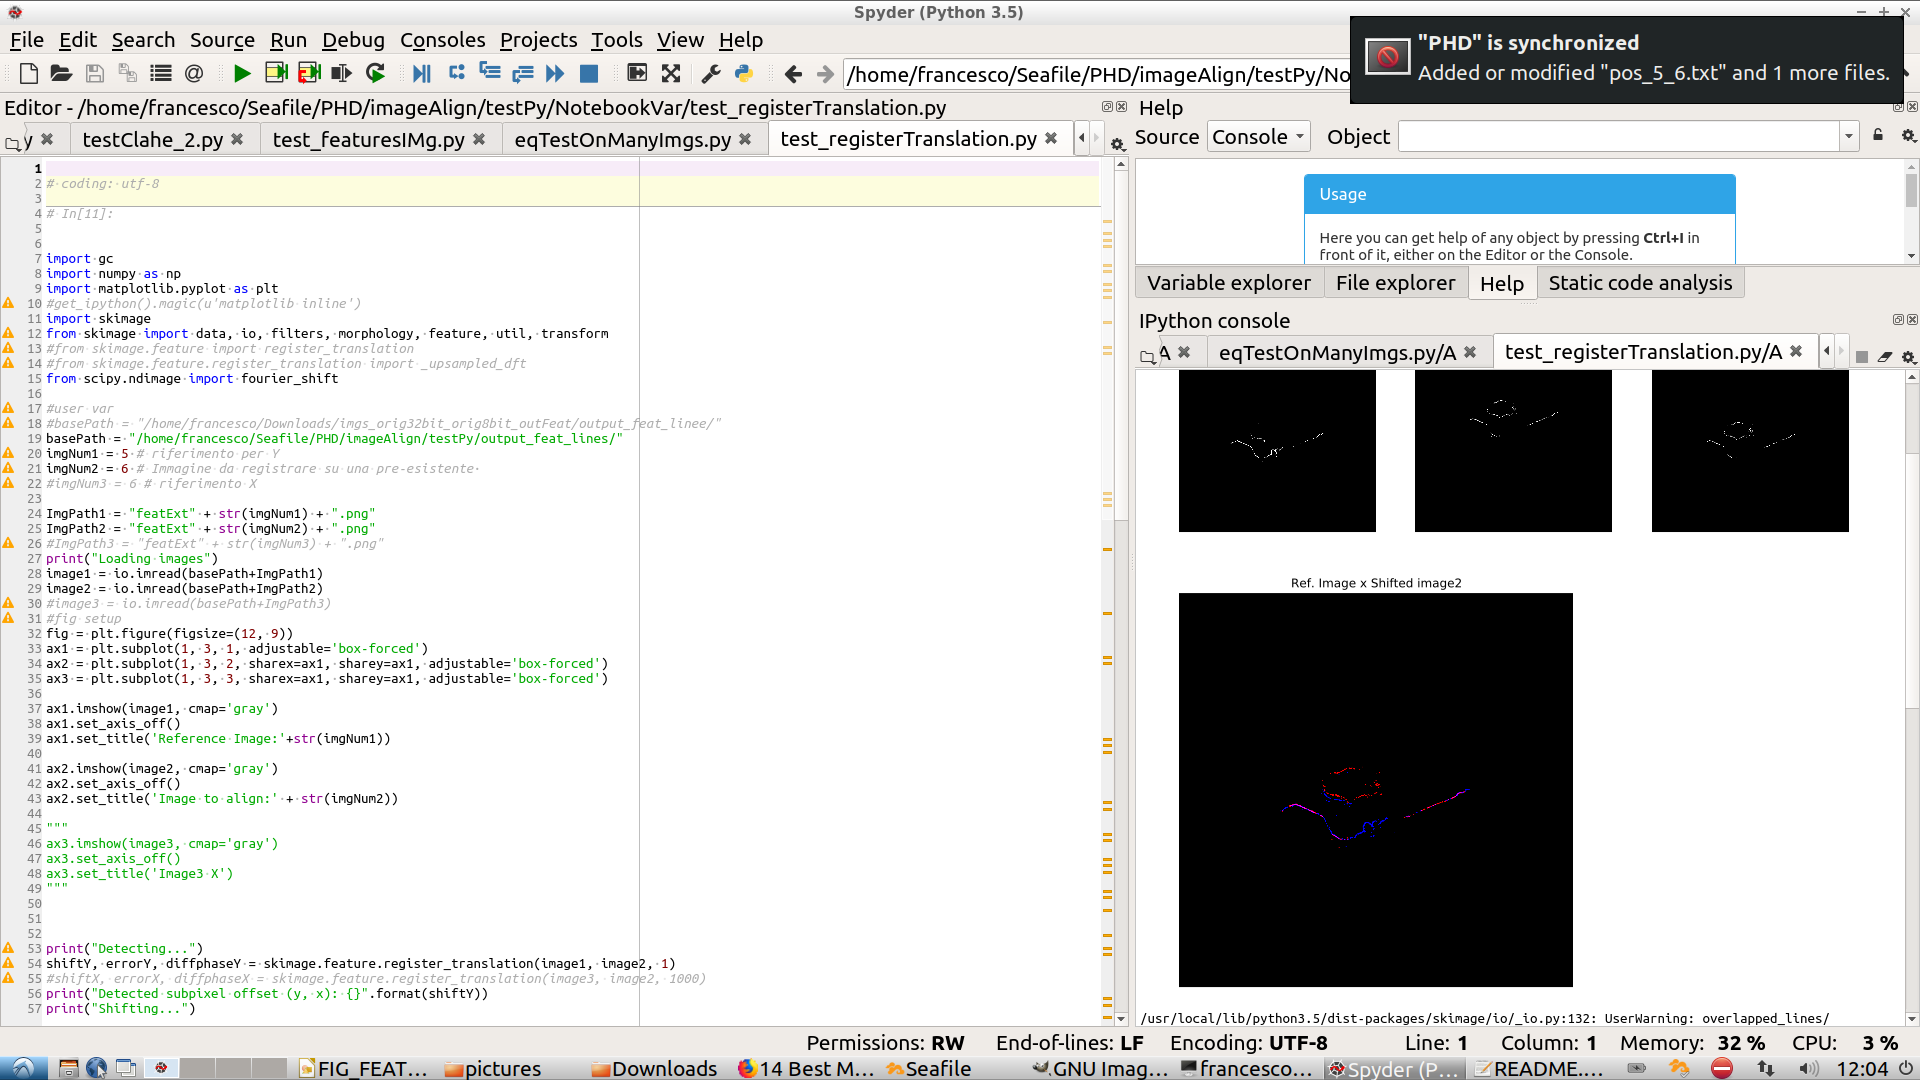 Spyder (Python 3.5)
File Edit Search Source Run Debug Consoles Projects Tools View Help
/home/francesco/Seafile/PHD/imageAlign/testPy/No
"PHD" is synchronized
Added or modified "pos_5_6.txt" and 1 more files.
Editor - /home/francesco/Seafile/PHD/imageAlign/testPy/NotebookVar/test_registerTranslation.py
y testClahe_2.py test_featuresIMg.py eqTestOnManyImgs.py test_registerTranslation.py
1
2 # coding: utf-8
3
4 # In[11]:
5
6
7 import gc
8 import numpy as np
9 import matplotlib.pyplot as plt
10 #get_ipython().magic(u'matplotlib inline')
11 import skimage
12 from skimage import data, io, filters, morphology, feature, util, transform
13 #from skimage.feature import register_translation
14 #from skimage.feature.register_translation import _upsampled_dft
15 from scipy.ndimage import fourier_shift
16
17 #user var
18 #basePath = "/home/francesco/Downloads/imgs_orig32bit_orig8bit_outFeat/output_feat_linee/"
19 basePath = "/home/francesco/Seafile/PHD/imageAlign/testPy/output_feat_lines/"
20 imgNum1 = 5 # riferimento per Y
21 imgNum2 = 6 # Immagine da registrare su una pre-esistente
22 #imgNum3 = 6 # riferimento X
23
24 ImgPath1 = "featExt" + str(imgNum1) + ".png"
25 ImgPath2 = "featExt" + str(imgNum2) + ".png"
26 #ImgPath3 = "featExt" + str(imgNum3) + ".png"
27 print("Loading images")
28 image1 = io.imread(basePath+ImgPath1)
29 image2 = io.imread(basePath+ImgPath2)
30 #image3 = io.imread(basePath+ImgPath3)
31 #fig setup
32 fig = plt.figure(figsize=(12, 9))
33 ax1 = plt.subplot(1, 3, 1, adjustable='box-forced')
34 ax2 = plt.subplot(1, 3, 2, sharex=ax1, sharey=ax1, adjustable='box-forced')
35 ax3 = plt.subplot(1, 3, 3, sharex=ax1, sharey=ax1, adjustable='box-forced')
36
37 ax1.imshow(image1, cmap='gray')
38 ax1.set_axis_off()
39 ax1.set_title('Reference Image:'+str(imgNum1))
40
41 ax2.imshow(image2, cmap='gray')
42 ax2.set_axis_off()
43 ax2.set_title('Image to align:' + str(imgNum2))
44
45 """
46 ax3.imshow(image3, cmap='gray')
47 ax3.set_axis_off()
48 ax3.set_title('Image3 X')
49 """
50
51
52
53 print("Detecting...")
54 shiftY, errorY, diffphaseY = skimage.feature.register_translation(image1, image2, 1)
55 #shiftX, errorX, diffphaseX = skimage.feature.register_translation(image3, image2, 1000)
56 print("Detected subpixel offset (y, x): {}".format(shiftY))
57 print("Shifting...")
Help
Source Console Object
Usage
Here you can get help of any object by pressing Ctrl+I in
front of it, either on the Editor or the Console.
Variable explorer File explorer Help Static code analysis
IPython console
A eqTestOnManyImgs.py/A test_registerTranslation.py/A
Ref. Image x Shifted image2
/usr/local/lib/python3.5/dist-packages/skimage/io/_io.py:132: UserWarning: overlapped_lines/
Permissions: RW End-of-lines: LF Encoding: UTF-8 Line: 1 Column: 1 Memory: 32 % CPU: 3 %
FIG_FEAT... pictures Downloads 14 Best M... Seafile GNU Imag... francesco... Spyder (P... README.... 12:04